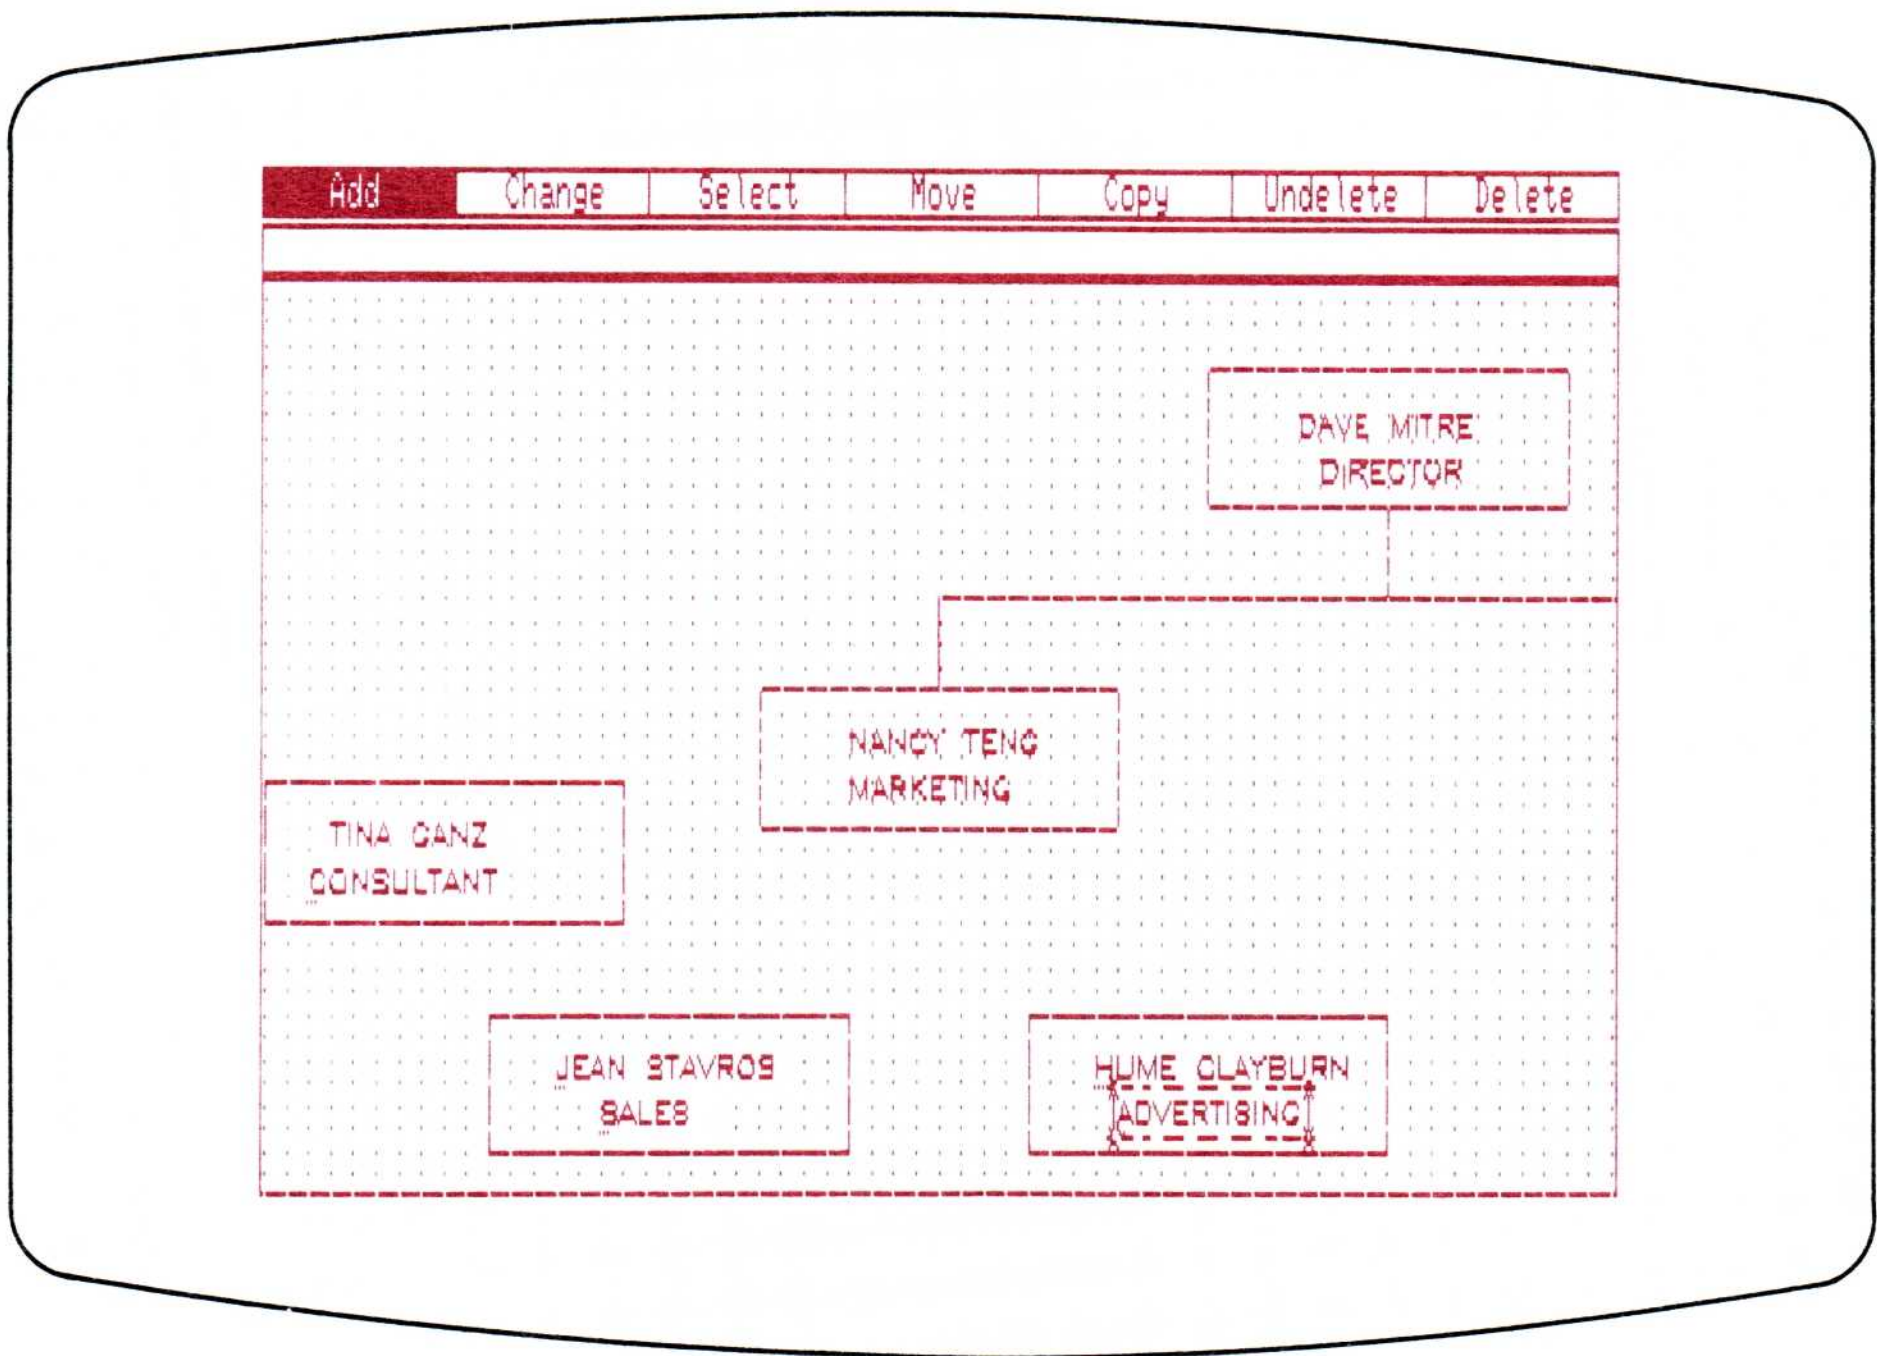 Add Change Select Move Copy Undelete Delete
DAVE MITRE
DIRECTOR
NANCY TENG
MARKETING
TINA GANZ
CONSULTANT
JEAN STAVROS
SALES
HUME CLAYBURN
ADVERTISING